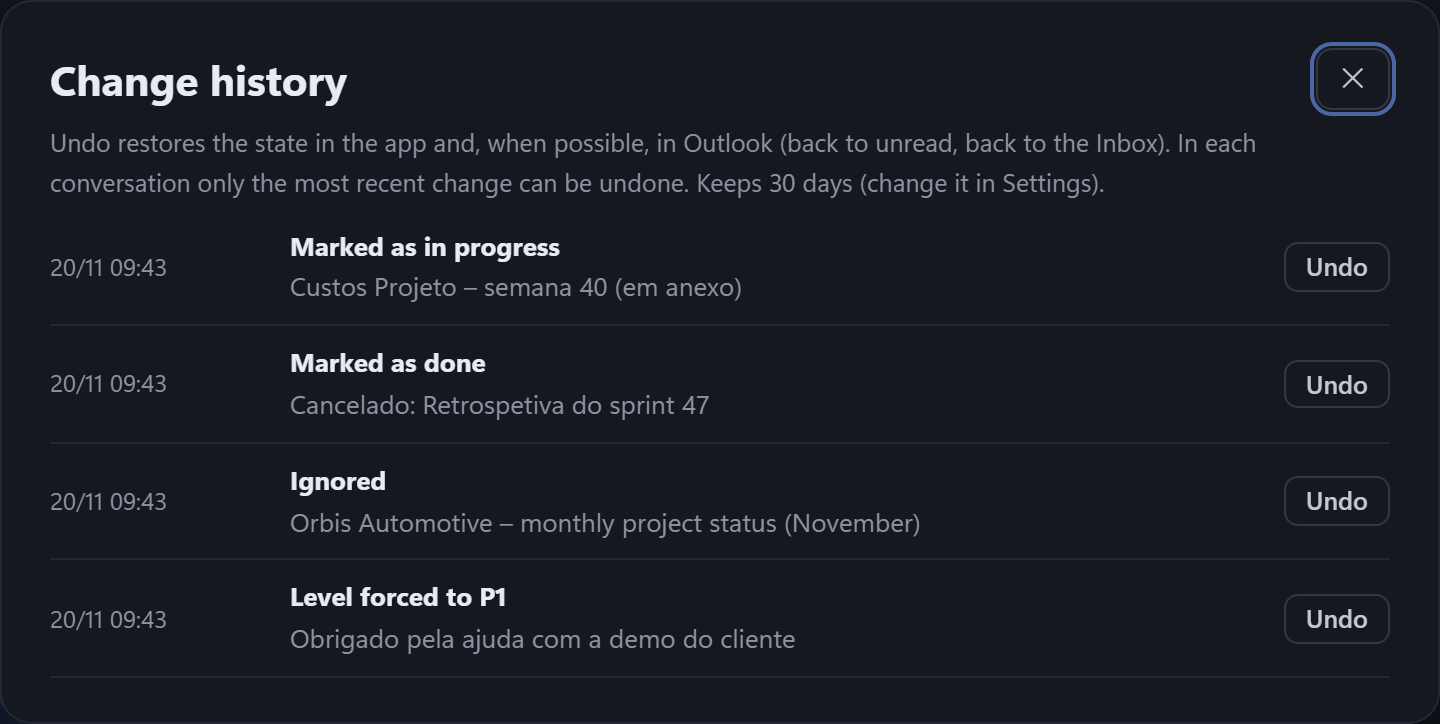 Change history
Undo restores the state in the app and, when possible, in Outlook (back to unread, back to the Inbox). In each
conversation only the most recent change can be undone. Keeps 30 days (change it in Settings).
20/11 09:43
Marked as in progress
Custos Projeto – semana 40 (em anexo)
Undo
20/11 09:43
Marked as done
Cancelado: Retrospetiva do sprint 47
Undo
20/11 09:43
Ignored
Orbis Automotive – monthly project status (November)
Undo
20/11 09:43
Level forced to P1
Obrigado pela ajuda com a demo do cliente
Undo